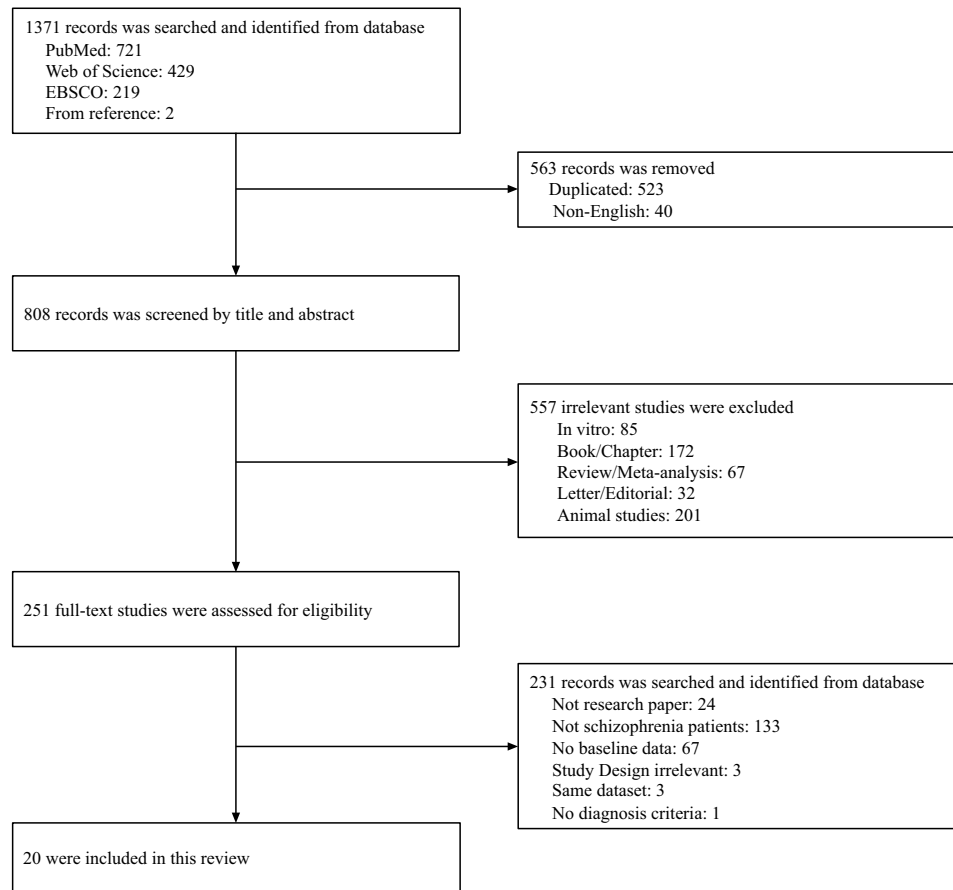 1371 records was searched and identified from database
PubMed: 721
Web of Science: 429
EBSCO: 219
From reference: 2
563 records was removed
Duplicated: 523
Non-English: 40
808 records was screened by title and abstract
557 irrelevant studies were excluded
In vitro: 85
Book/Chapter: 172
Review/Meta-analysis: 67
Letter/Editorial: 32
Animal studies: 201
251 full-text studies were assessed for eligibility
231 records was searched and identified from database
Not research paper: 24
Not schizophrenia patients: 133
No baseline data: 67
Study Design irrelevant: 3
Same dataset: 3
No diagnosis criteria: 1
20 were included in this review